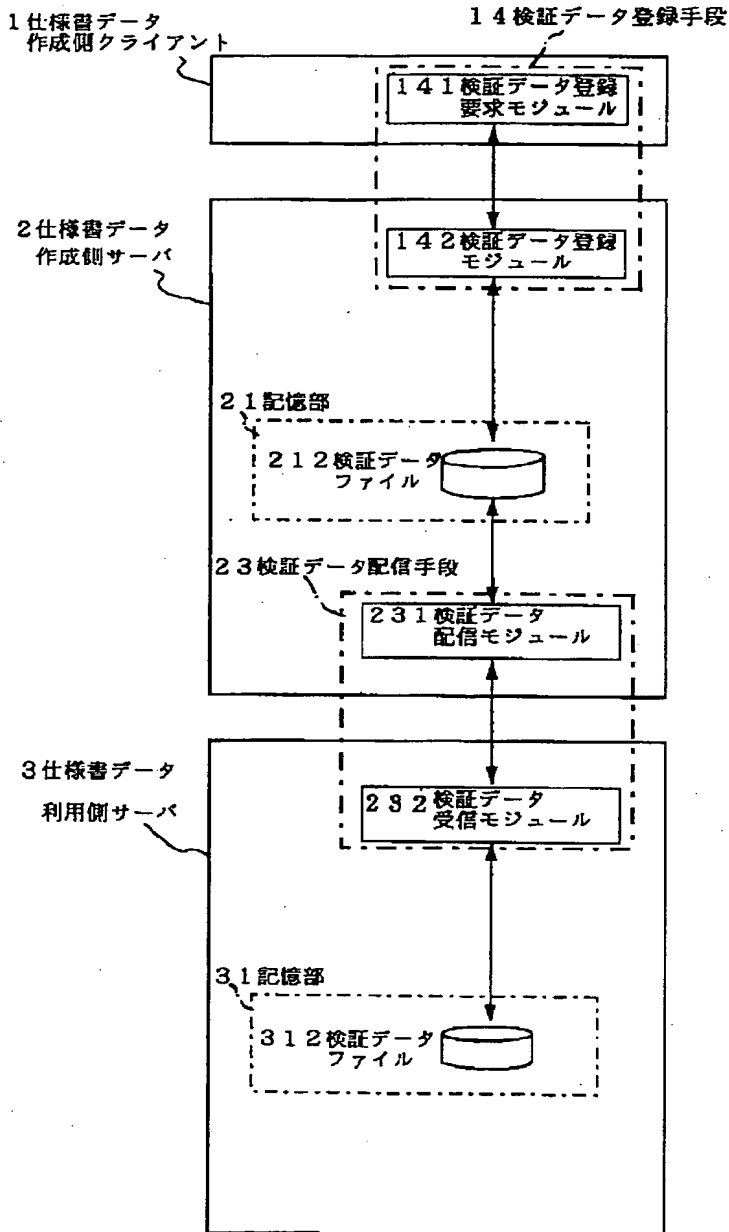 1仕様書データ
作成側クライアント
14検証データ登録手段
141検証データ登録
要求モジュール
2仕様書データ
作成側サーバ
142検証データ登録
モジュール
21記憶部
212検証データ
ファイル
23検証データ配信手段
231検証データ
配信モジュール
3仕様書データ
利用側サーバ
232検証データ
受信モジュール
31記憶部
312検証データ
ファイル